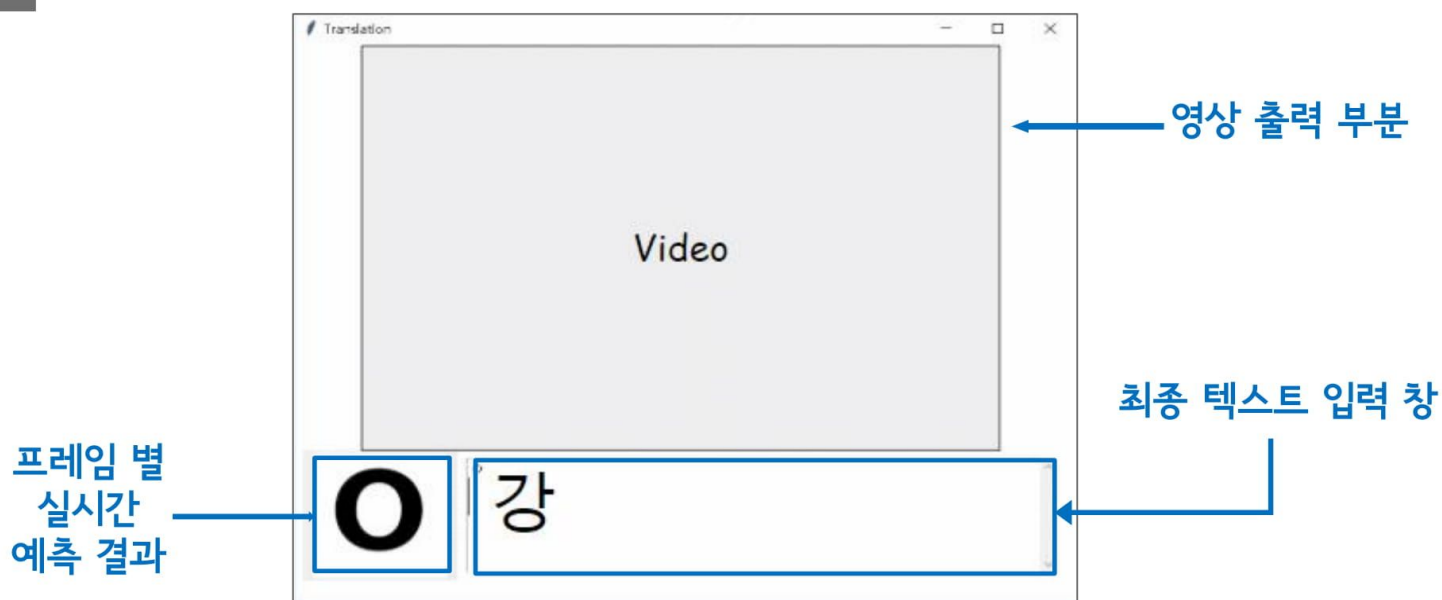 Translation
영상 출력 부분
Video
최종 텍스트 입력 창
프레임 별
실시간
예측 결과
ㅇ
강